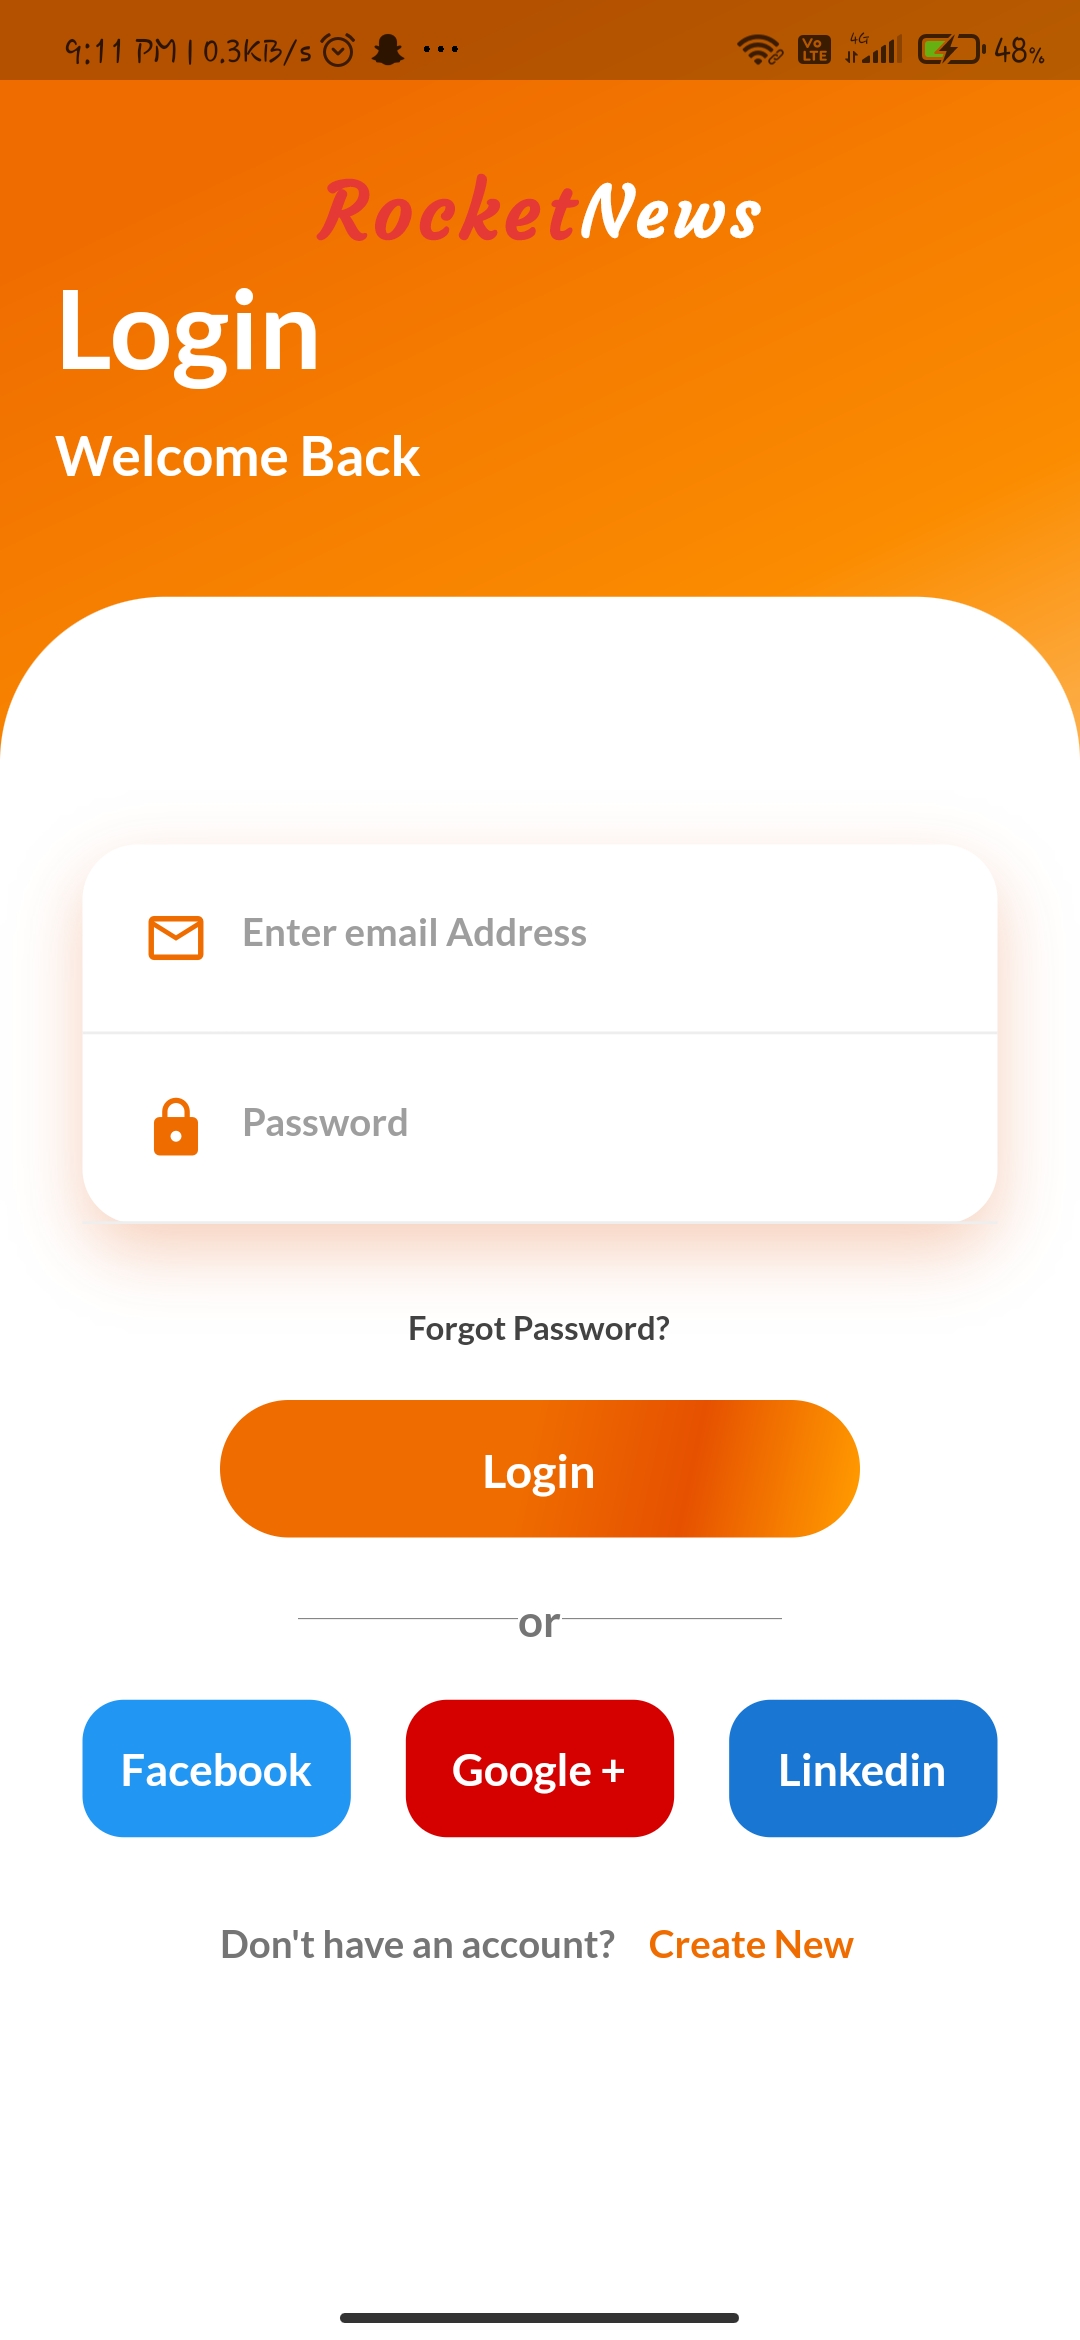 9:11 PM | 0.3KB/s ... Vo LTE 4G 48%
RocketNews
Login
Welcome Back
Enter email Address
Password
Forgot Password?
Login
or
Facebook Google + Linkedin
Don't have an account? Create New